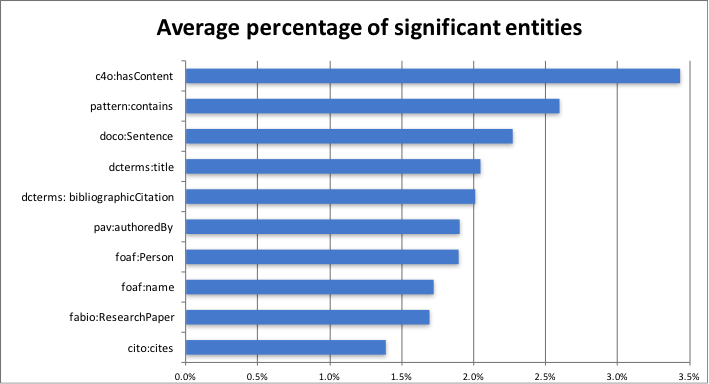 Average percentage of significant entities
c4o:hasContent
pattern:contains
doco:Sentence
dcterms:title
dcterms: bibliographicCitation
pav:authoredBy
foaf:Person
foaf:name
fabio:ResearchPaper
cito:cites
0.0% 0.5% 1.0% 1.5% 2.0% 2.5% 3.0% 3.5%